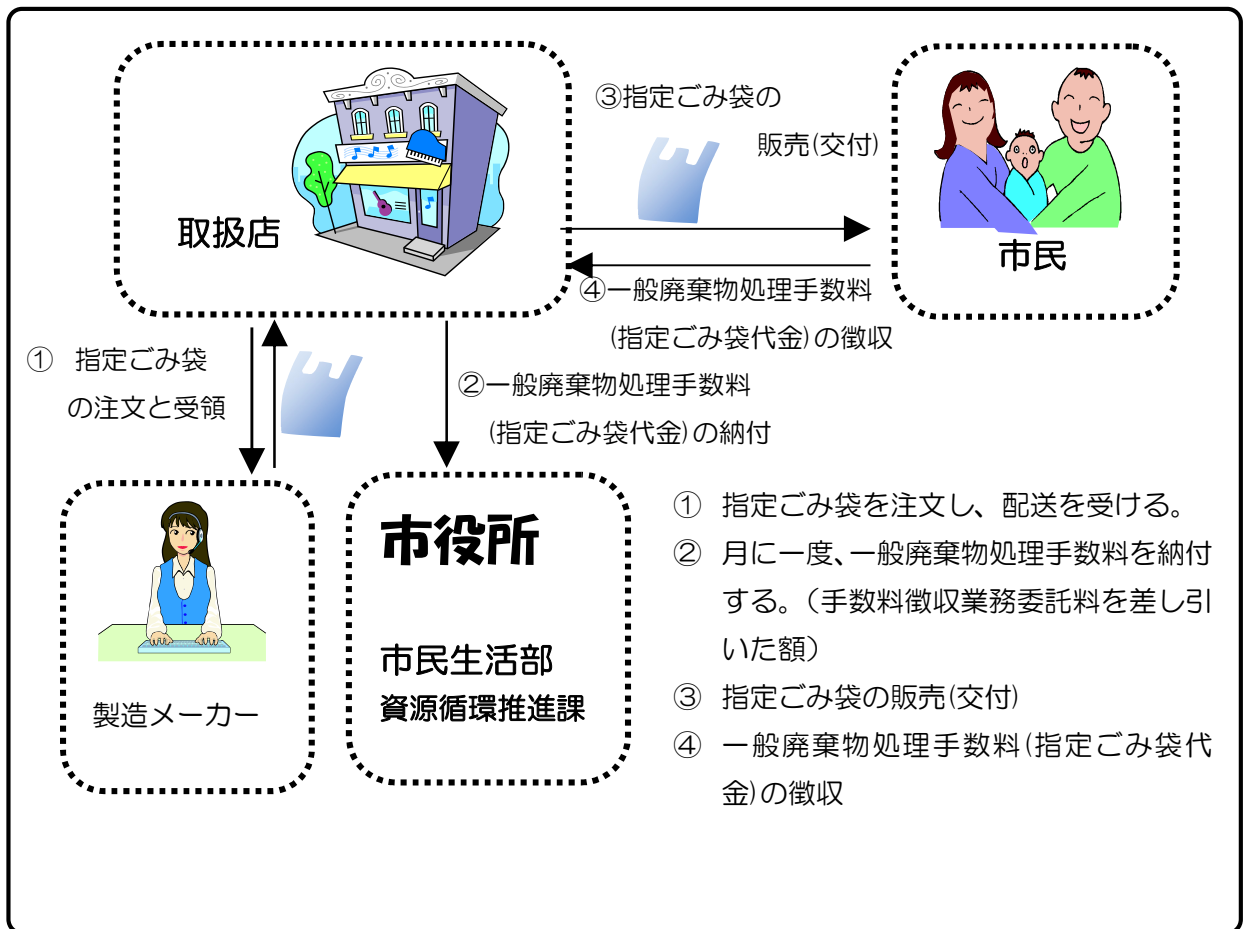 ③指定ごみ袋の
販売(交付)
取扱店
市民
④一般廃棄物処理手数料
(指定ごみ袋代金)の徴収
① 指定ごみ袋
の注文と受領
②一般廃棄物処理手数料
(指定ごみ袋代金)の納付
製造メーカー
市役所
市民生活部
資源循環推進課
① 指定ごみ袋を注文し、配送を受ける。
② 月に一度、一般廃棄物処理手数料を納付
する。（手数料徴収業務委託料を差し引
いた額）
③ 指定ごみ袋の販売(交付)
④ 一般廃棄物処理手数料(指定ごみ袋代
金)の徴収